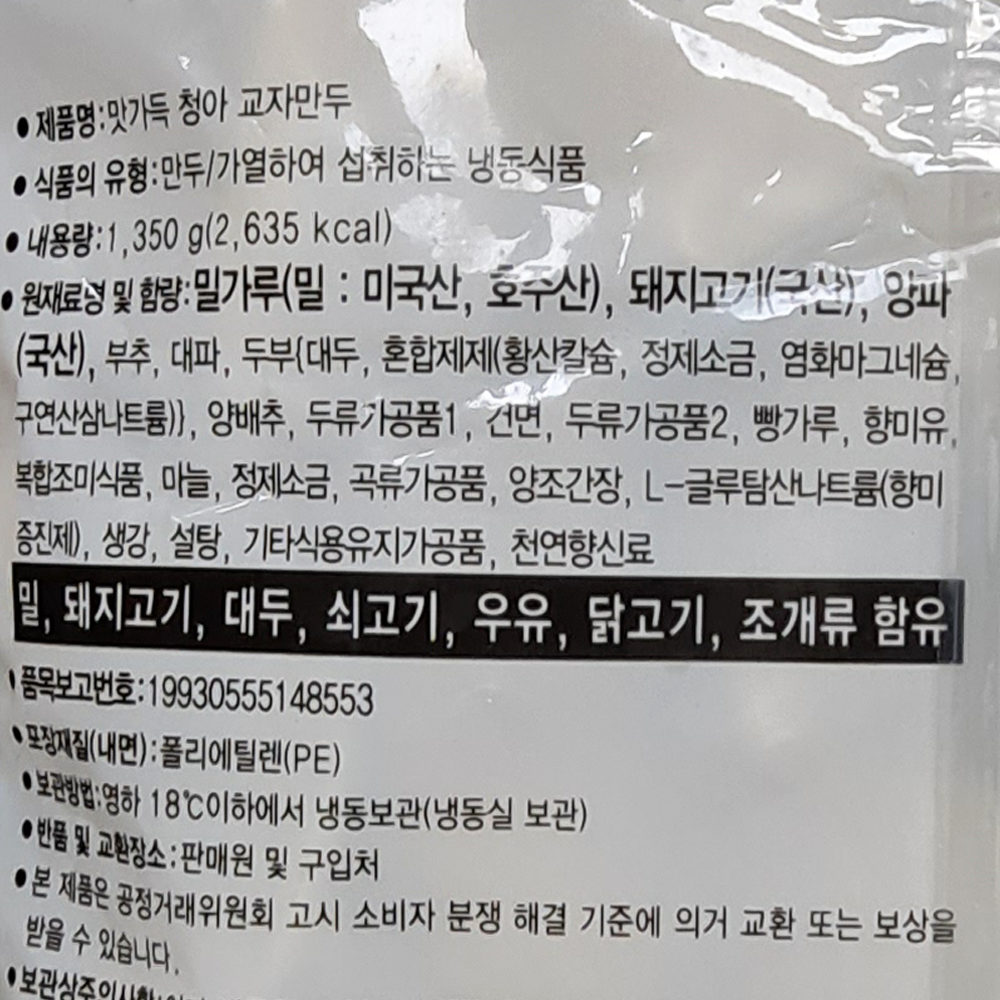 ● 제품명:맛가득 청아 교자만두
● 식품의 유형:만두/가열하여 섭취하는 냉동식품
● 내용량:1,350 g(2,635 kcal)
● 원재료명 및 함량:밀가루(밀 : 미국산, 호주산), 돼지고기(국산), 양파
(국산), 부추, 대파, 두부{대두, 혼합제제(황산칼슘, 정제소금, 염화마그네슘,
구연산삼나트륨)}, 양배추, 두류가공품1, 건면, 두류가공품2, 빵가루, 향미유,
복합조미식품, 마늘, 정제소금, 곡류가공품, 양조간장, L-글루탐산나트륨(향미
증진제), 생강, 설탕, 기타식용유지가공품, 천연향신료
밀, 돼지고기, 대두, 쇠고기, 우유, 닭고기, 조개류 함유
● 품목보고번호:19930555148553
● 포장재질(내면):폴리에틸렌(PE)
● 보관방법:영하 18℃이하에서 냉동보관(냉동실 보관)
● 반품 및 교환장소:판매원 및 구입처
● 본 제품은 공정거래위원회 고시 소비자 분쟁 해결 기준에 의거 교환 또는 보상을
받을 수 있습니다.
● 보관상주의사항: